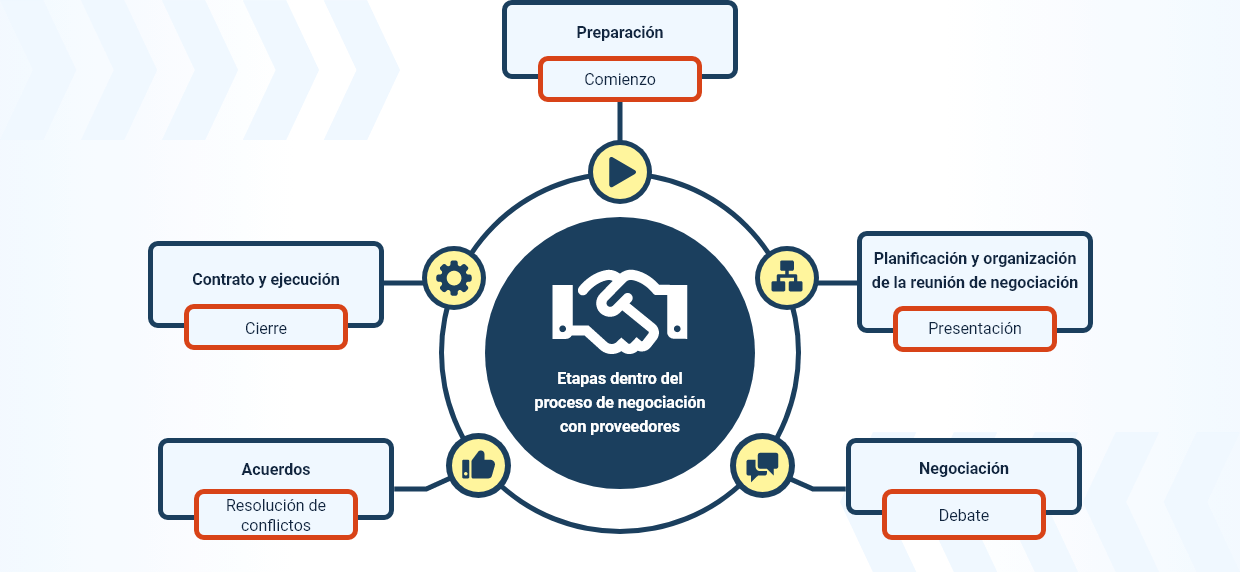 Preparación
Comienzo
Contrato y ejecución
Cierre
Planificación y organización
de la reunión de negociación
Presentación
Etapas dentro del
proceso de negociación
con proveedores
Acuerdos
Resolución de
conflictos
Negociación
Debate